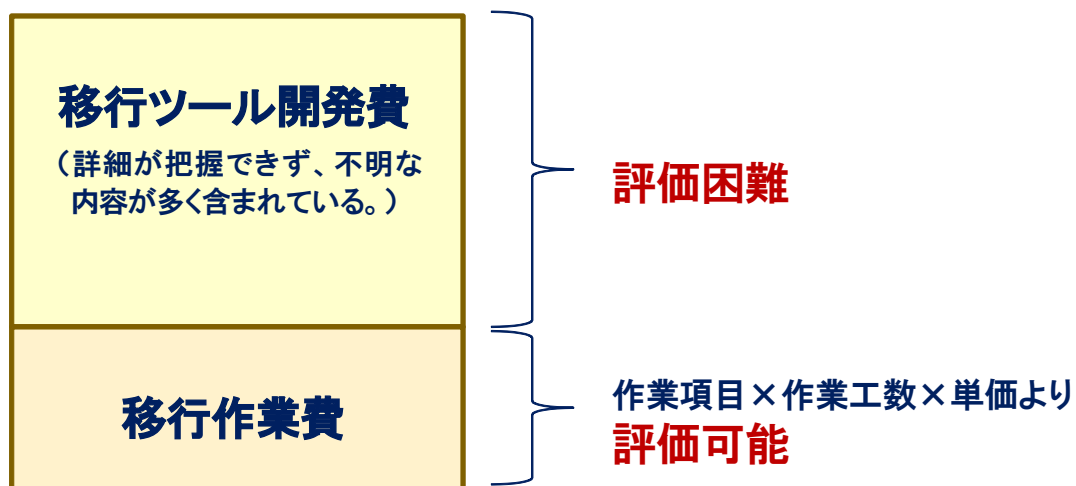 移行ツール開発費
（詳細が把握できず、不明な
内容が多く含まれている。）
評価困難
移行作業費
作業項目×作業工数×単価より
評価可能